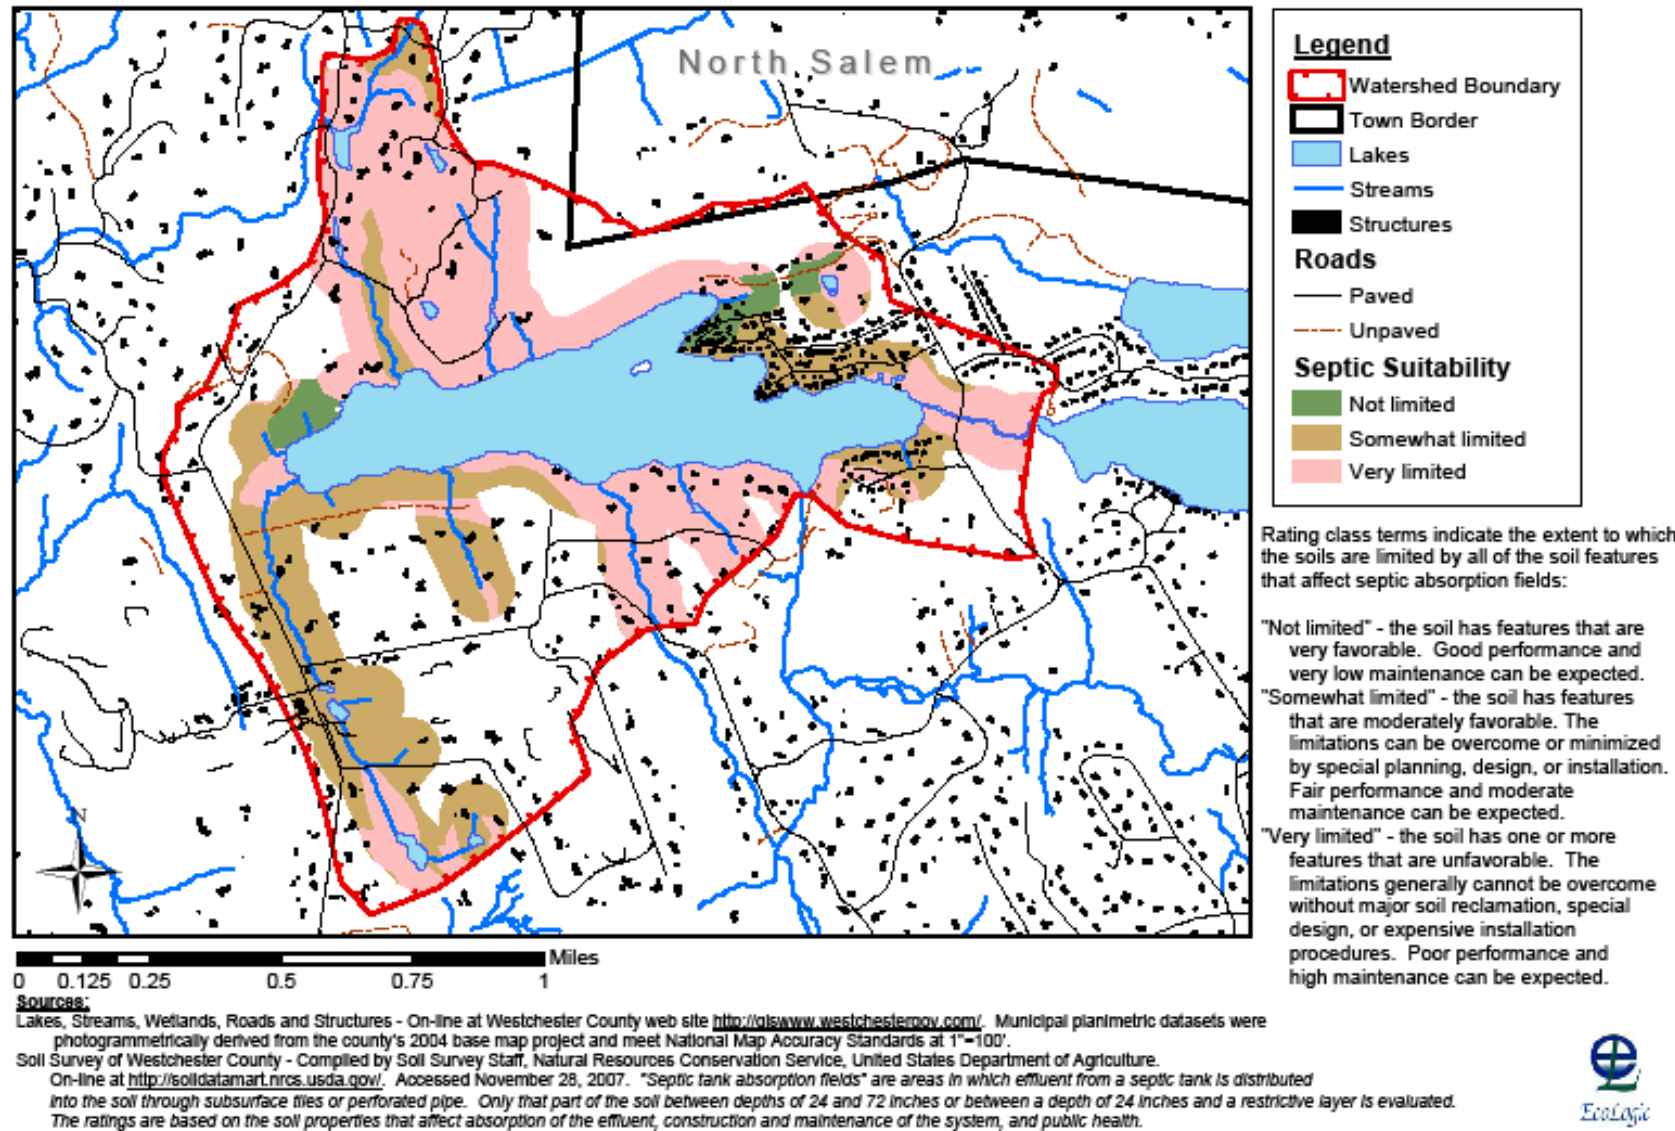 North Salem
N
Legend
Watershed Boundary
Town Border
Lakes
Streams
Structures
Roads
Paved
Unpaved
Septic Suitability
Not limited
Somewhat limited
Very limited
Rating class terms indicate the extent to which
the soils are limited by all of the soil features
that affect septic absorption fields:
"Not limited" - the soil has features that are
very favorable. Good performance and
very low maintenance can be expected.
"Somewhat limited" - the soil has features
that are moderately favorable. The
limitations can be overcome or minimized
by special planning, design, or installation.
Fair performance and moderate
maintenance can be expected.
"Very limited" - the soil has one or more
features that are unfavorable. The
limitations generally cannot be overcome
without major soil reclamation, special
design, or expensive installation
procedures. Poor performance and
high maintenance can be expected.
Miles
0 0.125 0.25 0.5 0.75 1
Sources:
Lakes, Streams, Wetlands, Roads and Structures - On-line at Westchester County web site http://giswww.westchestergov.com/. Municipal planimetric datasets were
photogrammetrically derived from the county's 2004 base map project and meet National Map Accuracy Standards at 1"=100'.
Soil Survey of Westchester County - Compiled by Soil Survey Staff, Natural Resources Conservation Service, United States Department of Agriculture.
On-line at http://soildatamart.nrcs.usda.gov/. Accessed November 28, 2007. "Septic tank absorption fields" are areas in which effluent from a septic tank is distributed
into the soil through subsurface tiles or perforated pipe. Only that part of the soil between depths of 24 and 72 inches or between a depth of 24 inches and a restrictive layer is evaluated.
The ratings are based on the soil properties that affect absorption of the effluent, construction and maintenance of the system, and public health.
EcoLogic